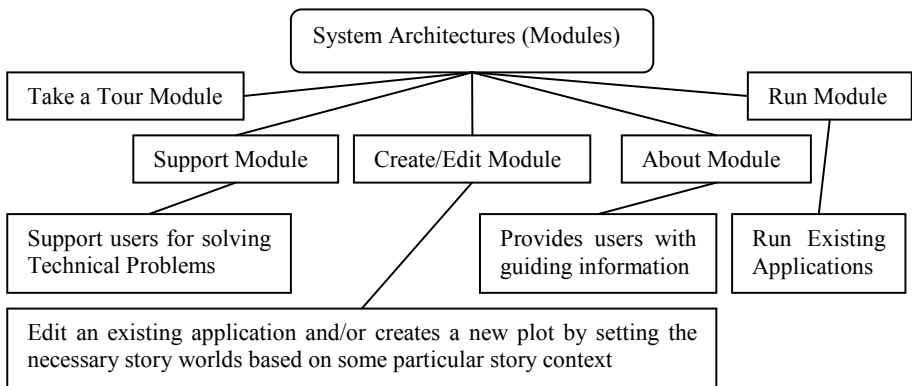 System Architectures (Modules)
Take a Tour Module
Run Module
Support Module
Create/Edit Module
About Module
Support users for solving
Technical Problems
Provides users with
guiding information
Run Existing
Applications
Edit an existing application and/or creates a new plot by setting the
necessary story worlds based on some particular story context